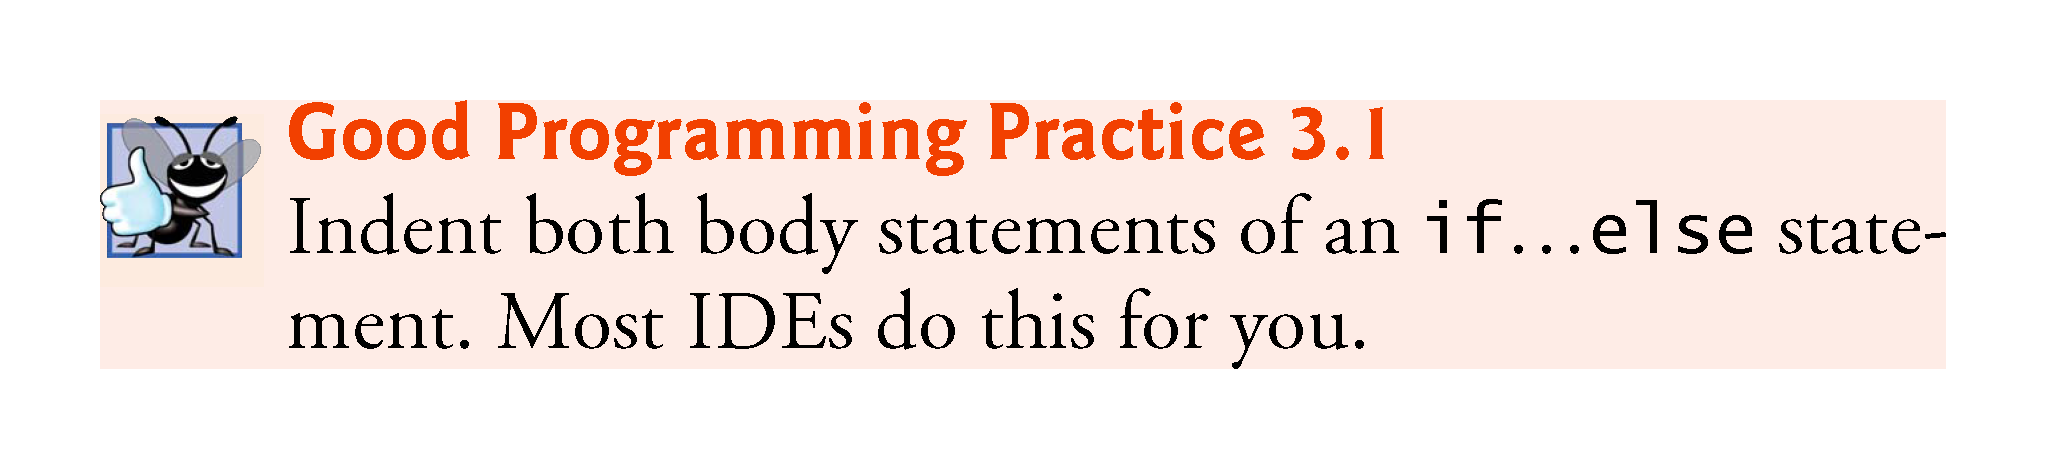 Good Programming Practice 3.1
Indent both body statements of an if…else state-
ment. Most IDEs do this for you.